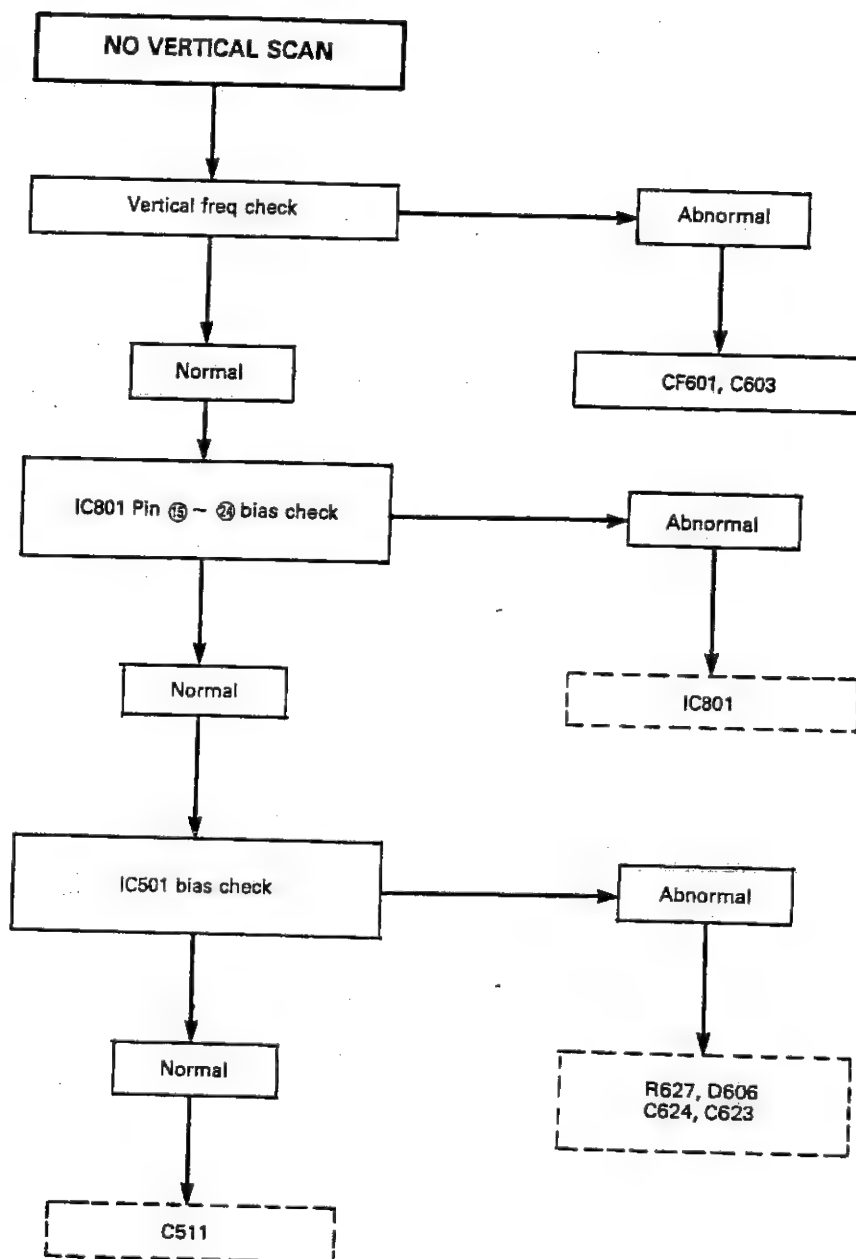 NO VERTICAL SCAN
Vertical freq check
Abnormal
Normal
CF601, C603
IC801 Pin ⑮ ~ ㉔ bias check
Abnormal
Normal
IC801
IC501 bias check
Abnormal
Normal
R627, D606
C624, C623
C511